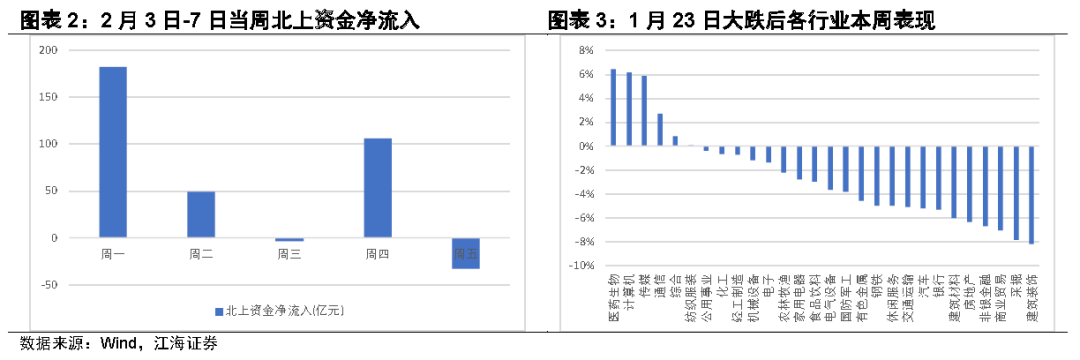 图表 2：2 月 3 日-7 日当周北上资金净流入
200
150
100
50
0
-50
周一
周二
周三
周四
周五
北上资金净流入(亿元)
图表 3：1 月 23 日大跌后各行业本周表现
8%
6%
4%
2%
0%
-2%
-4%
-6%
-8%
-10%
医药生物
计算机
传媒
通信
综合
纺织服装
公用事业
化工
轻工制造
机械设备
电子
农林牧渔
家用电器
食品饮料
电气设备
国防军工
有色金属
钢铁
休闲服务
交通运输
汽车
银行
建筑材料
房地产
非银金融
商业贸易
采掘
建筑装饰
数据来源：Wind，江海证券